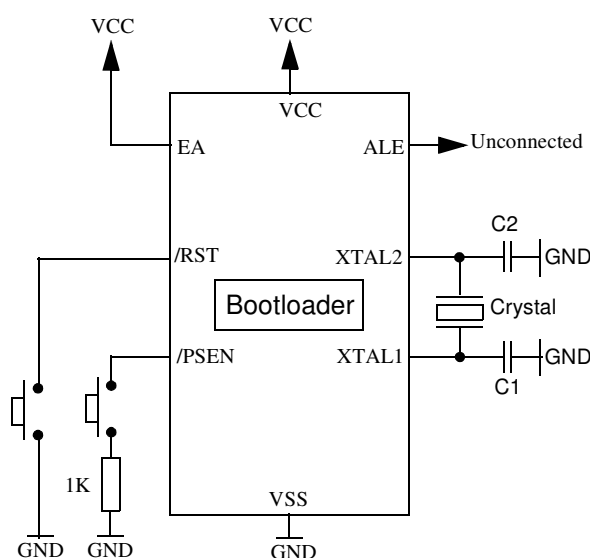 VCC
VCC
VCC
EA
ALE
Unconnected
C2
/RST
XTAL2
GND
Bootloader
Crystal
/PSEN
XTAL1
GND
C1
1K
VSS
GND
GND
GND